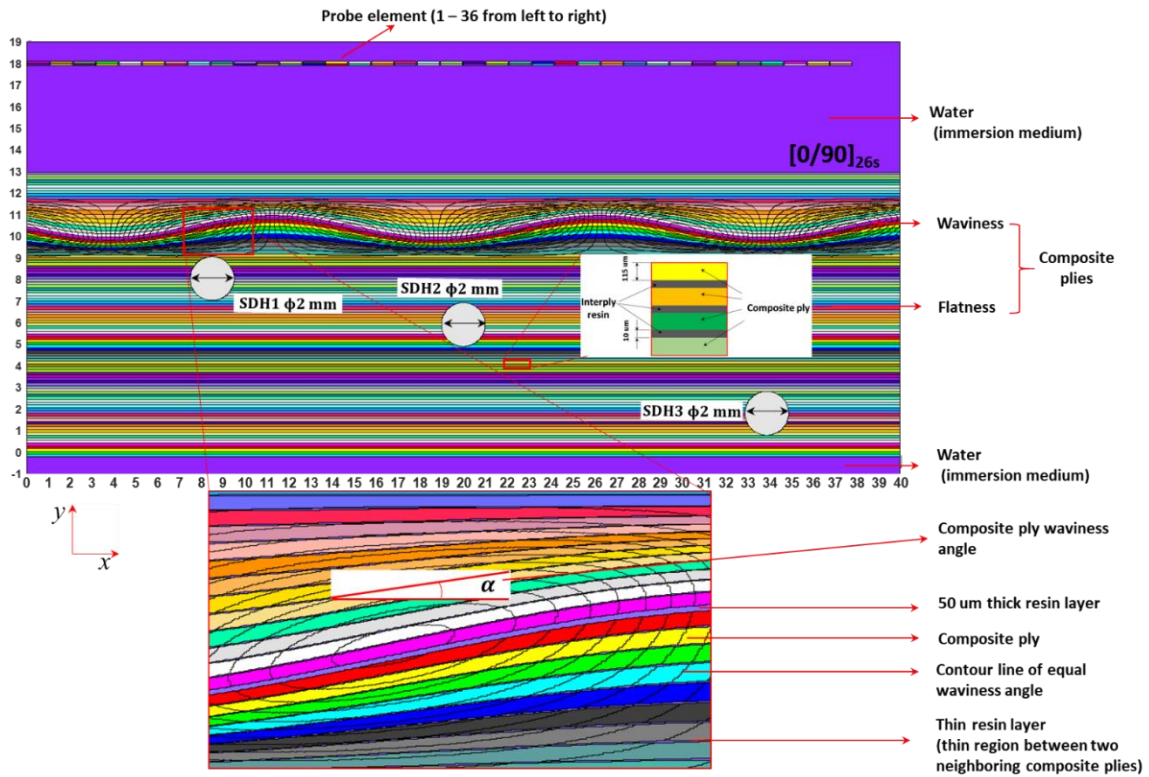 Probe element (1 – 36 from left to right)
19
18
17
16
15
14
13
12
11
10
9
8
7
6
5
4
3
2
1
0
-1
Water
(immersion medium)
[0/90]26s
Waviness
Composite
plies
Flatness
SDH1 ϕ2 mm
SDH2 ϕ2 mm
SDH3 ϕ2 mm
115 um
Interply
resin
10 um
Composite ply
Water
(immersion medium)
0 1 2 3 4 5 6 7 8 9 10 11 12 13 14 15 16 17 18 19 20 21 22 23 24 25 26 27 28 29 30 31 32 33 34 35 36 37 38 39 40
y
x
α
Composite ply waviness
angle
50 um thick resin layer
Composite ply
Contour line of equal
waviness angle
Thin resin layer
(thin region between two
neighboring composite plies)